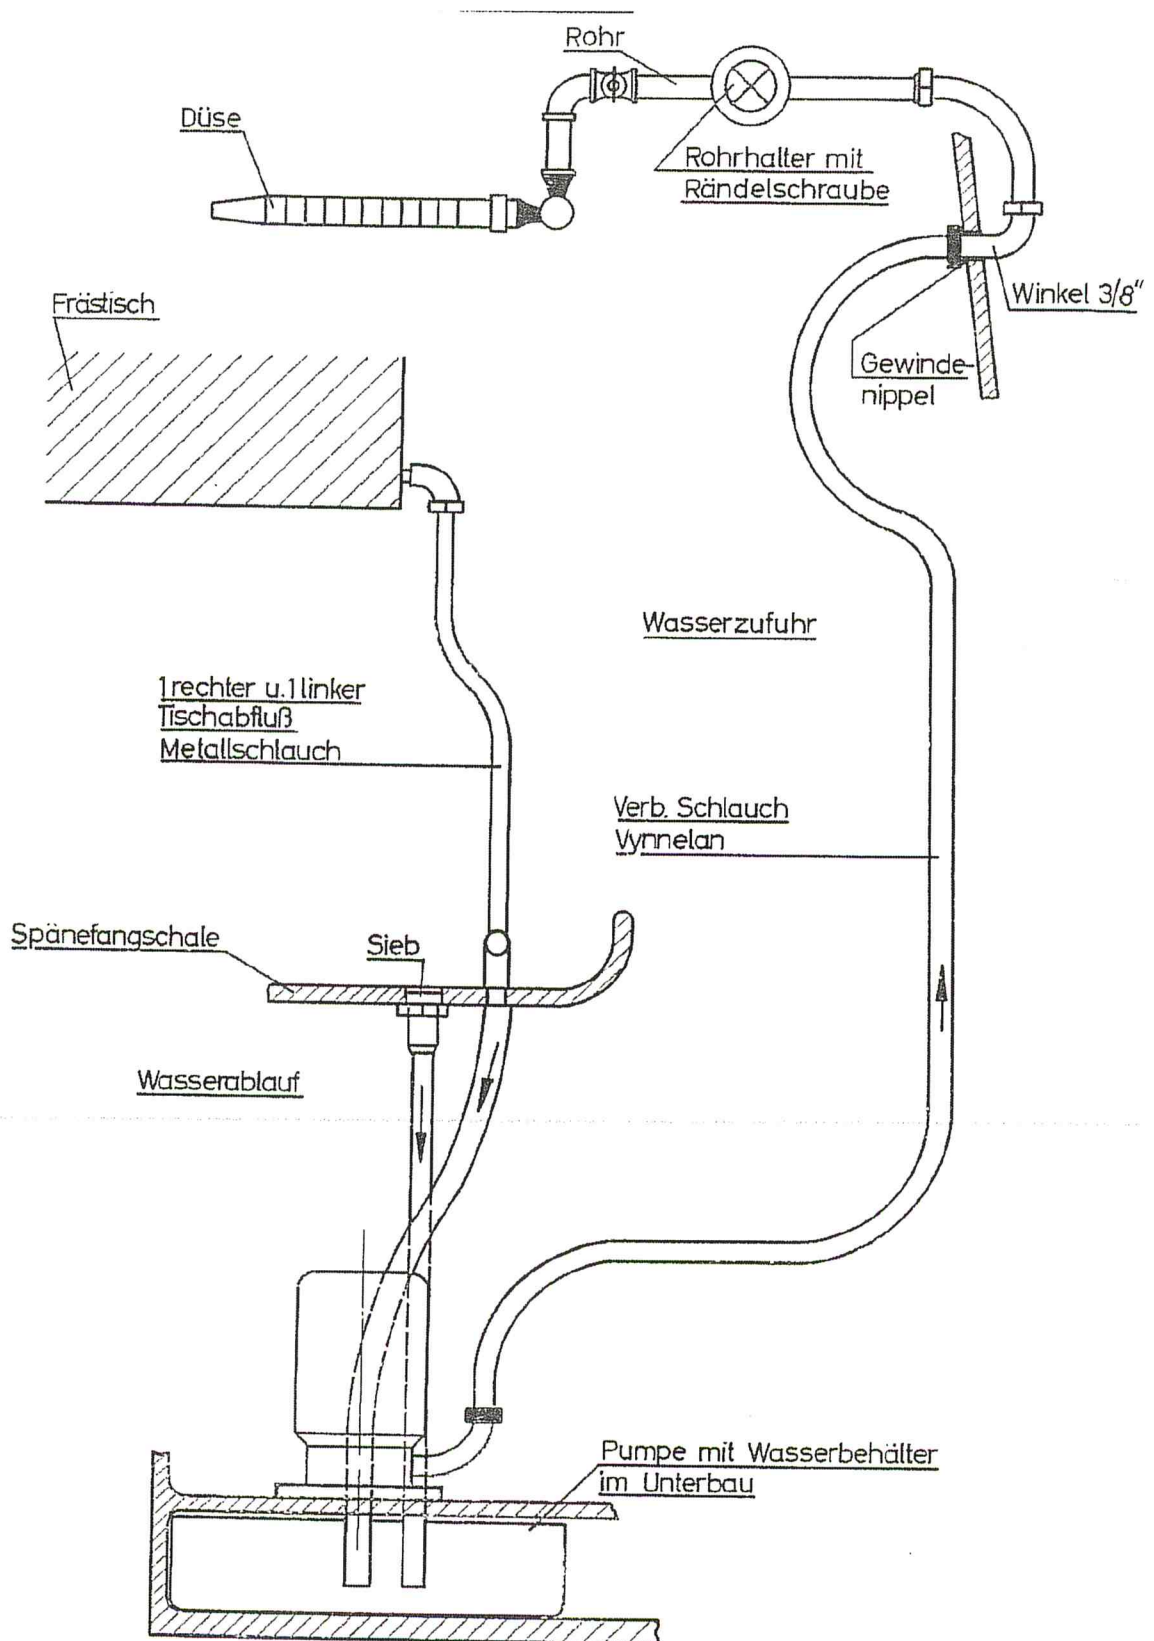 Rohr
Düse
Rohrhalter mit
Rändelschraube
Frästisch
Winkel 3/8"
Gewinde-
nippel
Wasserzufuhr
1 rechter u. 1 linker
Tischabfluß
Metallschlauch
Verb. Schlauch
Vynnelan
Spänefangschale
Sieb
Wasserablauf
Pumpe mit Wasserbehälter
im Unterbau